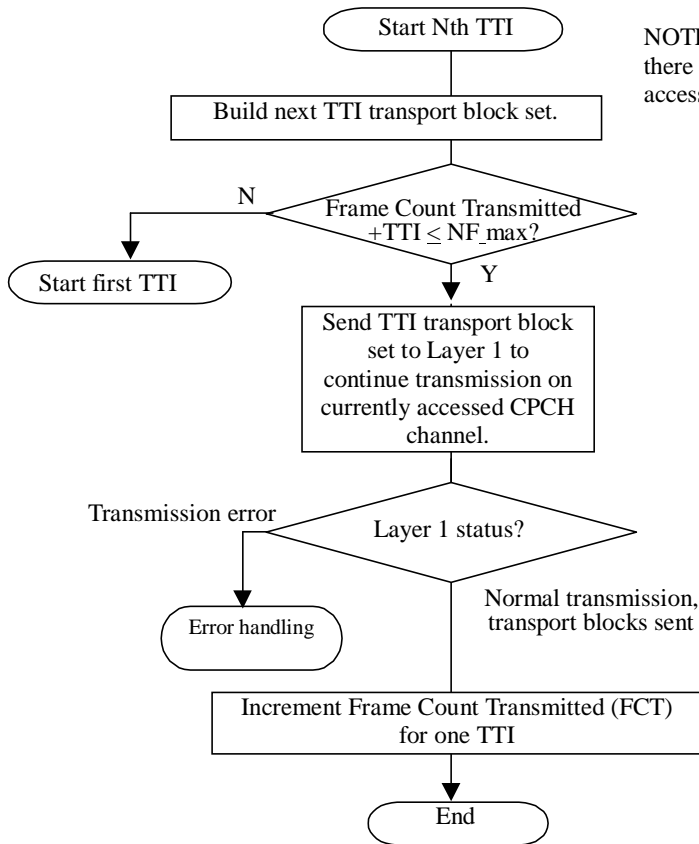 Start Nth TTI
there
Build next TTI transport block set.
N
Frame Count Transmitted
+TTI ≤ NF_max?
Start first TTI
Y
Send TTI transport block
set to Layer 1 to
continue transmission on
currently accessed CPCH
channel.
Transmission error
Layer 1 status?
Normal transmission,
transport blocks sent
Error handling
Increment Frame Count Transmitted (FCT)
for one TTI
End